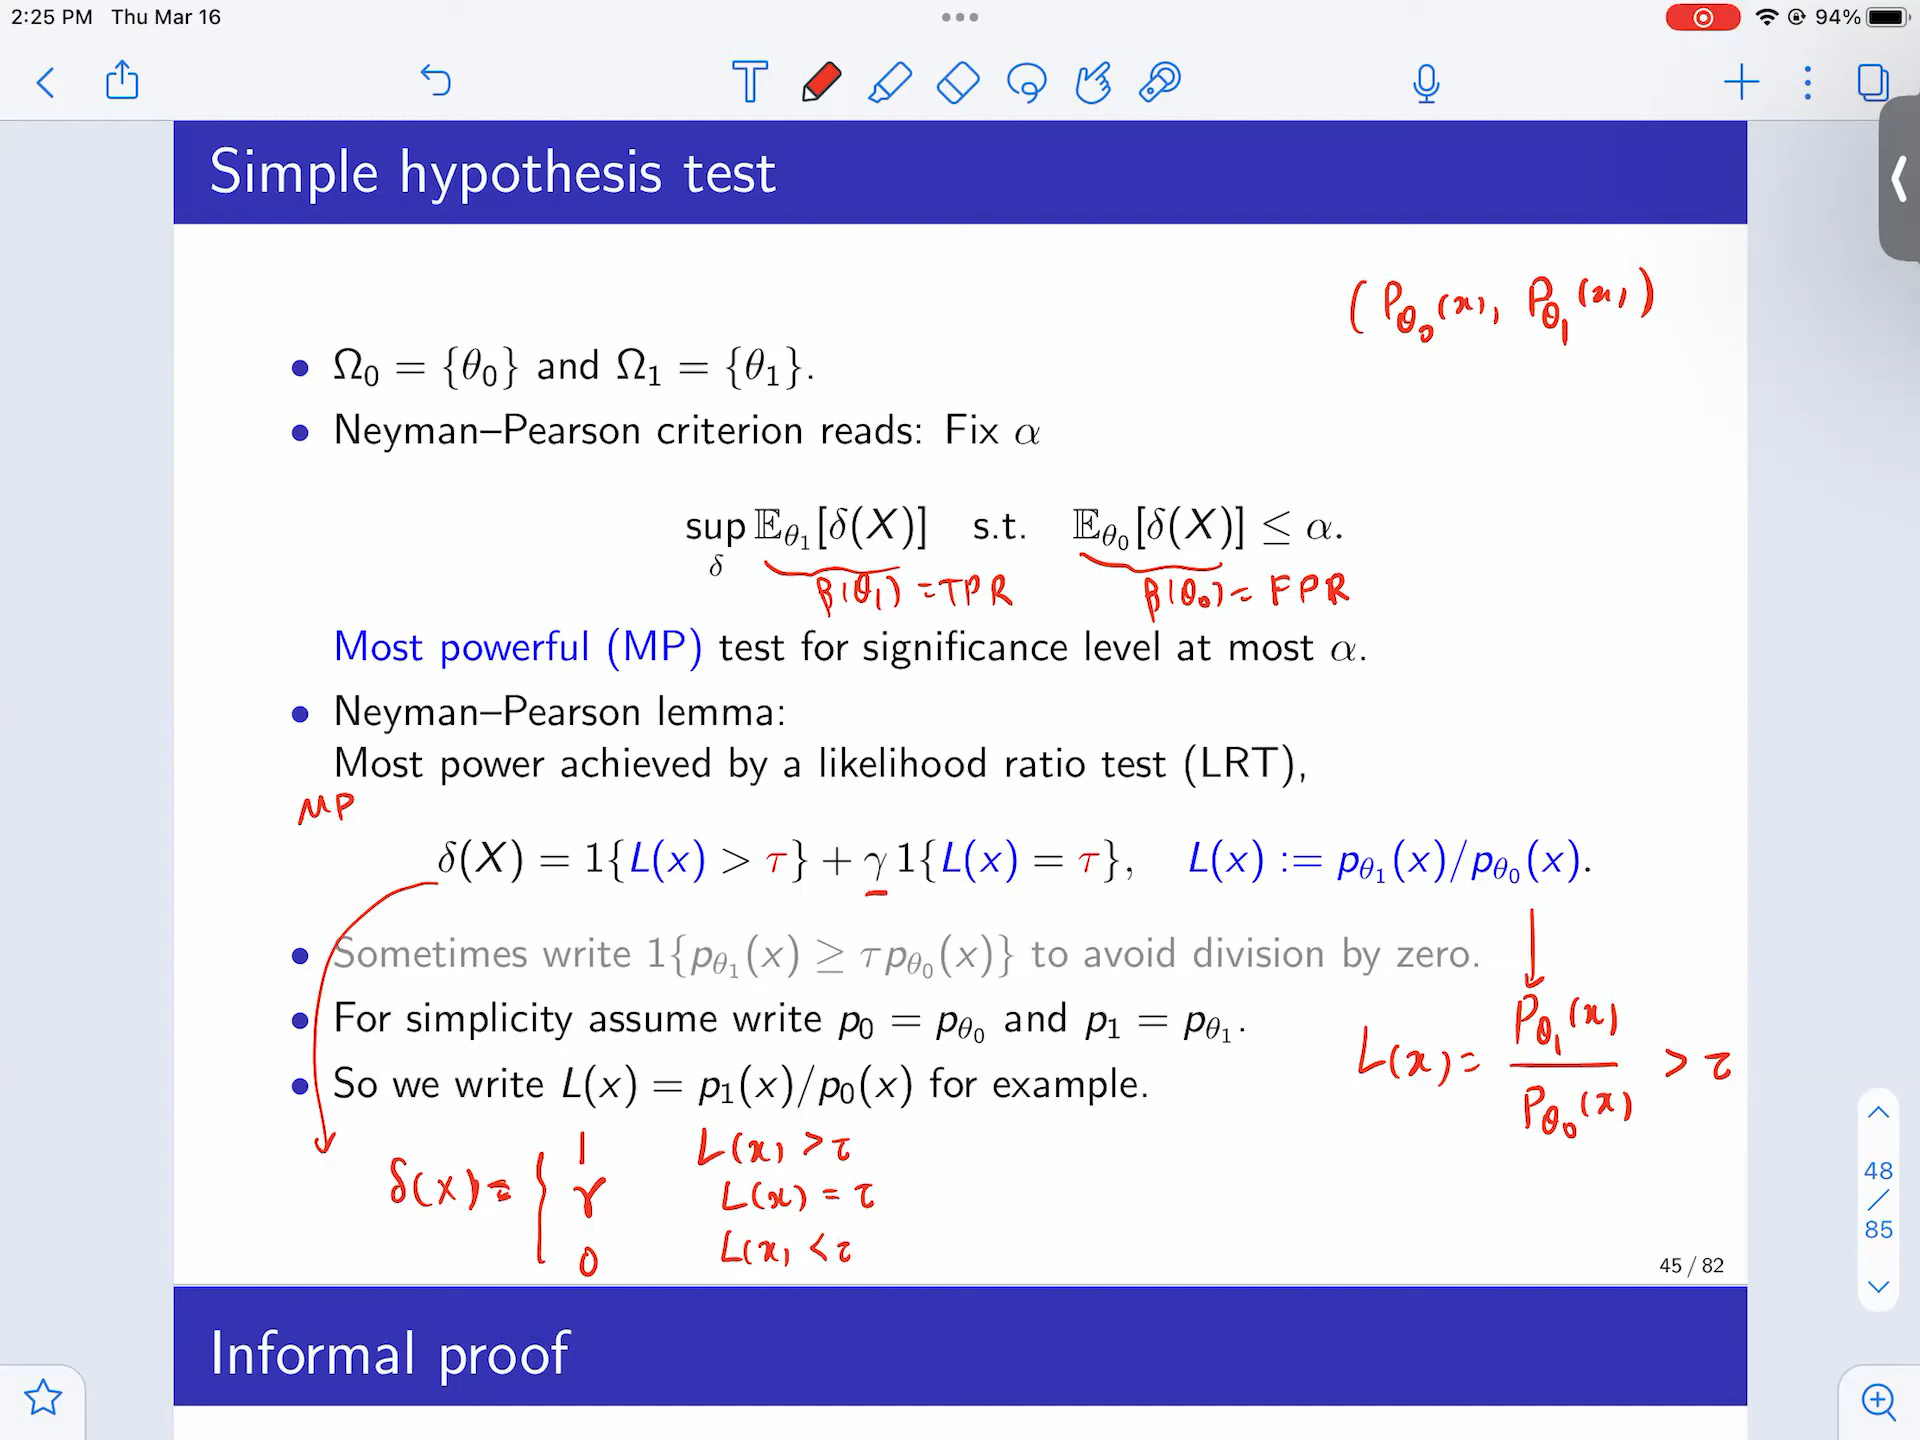 2:25 PM Thu Mar 16
94%
Simple hypothesis test
(P_θ₀(x), P_θ₁(x))
• Ω₀ = {θ₀} and Ω₁ = {θ₁}.
• Neyman–Pearson criterion reads: Fix α
sup_δ 𝔼_θ₁[δ(X)] s.t. 𝔼_θ₀[δ(X)] ≤ α.
β(θ₁) = TPR β(θ₀) = FPR
Most powerful (MP) test for significance level at most α.
• Neyman–Pearson lemma:
Most power achieved by a likelihood ratio test (LRT),
MP
δ(X) = 1{L(x) > τ} + γ 1{L(x) = τ}, L(x) := p_θ₁(x)/p_θ₀(x).
• Sometimes write 1{p_θ₁(x) ≥ τp_θ₀(x)} to avoid division by zero.
• For simplicity assume write p₀ = p_θ₀ and p₁ = p_θ₁.
L(x) = P_θ₁(x) / P_θ₀(x) > τ
• So we write L(x) = p₁(x)/p₀(x) for example.
δ(X) = { 1 L(x) > τ
γ L(x) = τ
0 L(x) < τ
48
/
85
45 / 82
Informal proof